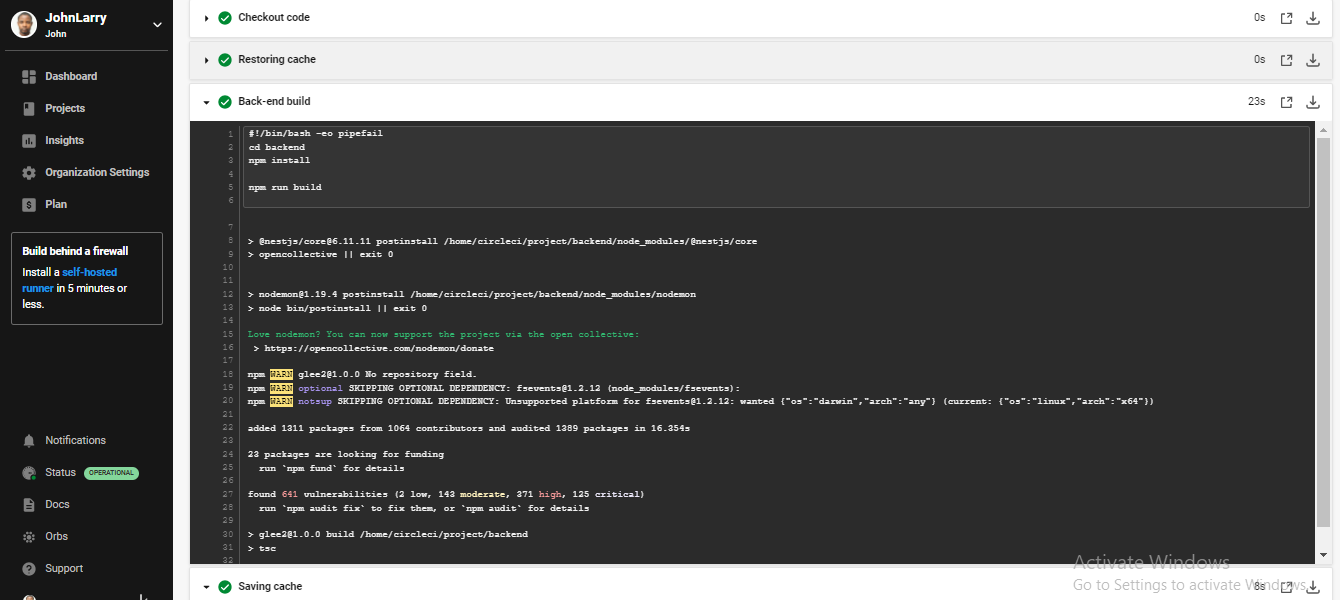 JohnLarry
John
Dashboard
Projects
Insights
Organization Settings
Plan
Build behind a firewall
Install a self-hosted
runner in 5 minutes or
less.
Notifications
Status OPERATIONAL
Docs
Orbs
Support
Checkout code 0s
Restoring cache 0s
Back-end build 23s
1 #!/bin/bash -eo pipefail
2 cd backend
3 npm install
4
5 npm run build
6
7
8 > @nestjs/core@6.11.11 postinstall /home/circleci/project/backend/node_modules/@nestjs/core
9 > opencollective || exit 0
10
11
12 > nodemon@1.19.4 postinstall /home/circleci/project/backend/node_modules/nodemon
13 > node bin/postinstall || exit 0
14
15 Love nodemon? You can now support the project via the open collective:
16 > https://opencollective.com/nodemon/donate
17
18 npm WARN glee2@1.0.0 No repository field.
19 npm WARN optional SKIPPING OPTIONAL DEPENDENCY: fsevents@1.2.12 (node_modules/fsevents):
20 npm WARN notsup SKIPPING OPTIONAL DEPENDENCY: Unsupported platform for fsevents@1.2.12: wanted {"os":"darwin","arch":"any"} (current: {"os":"linux","arch":"x64"})
21
22 added 1311 packages from 1064 contributors and audited 1389 packages in 16.354s
23
24 23 packages are looking for funding
25 run `npm fund` for details
26
27 found 641 vulnerabilities (2 low, 143 moderate, 371 high, 125 critical)
28 run `npm audit fix` to fix them, or `npm audit` for details
29
30 > glee2@1.0.0 build /home/circleci/project/backend
31 > tsc
32
Saving cache 8s
Activate Windows
Go to Settings to activate Windows.